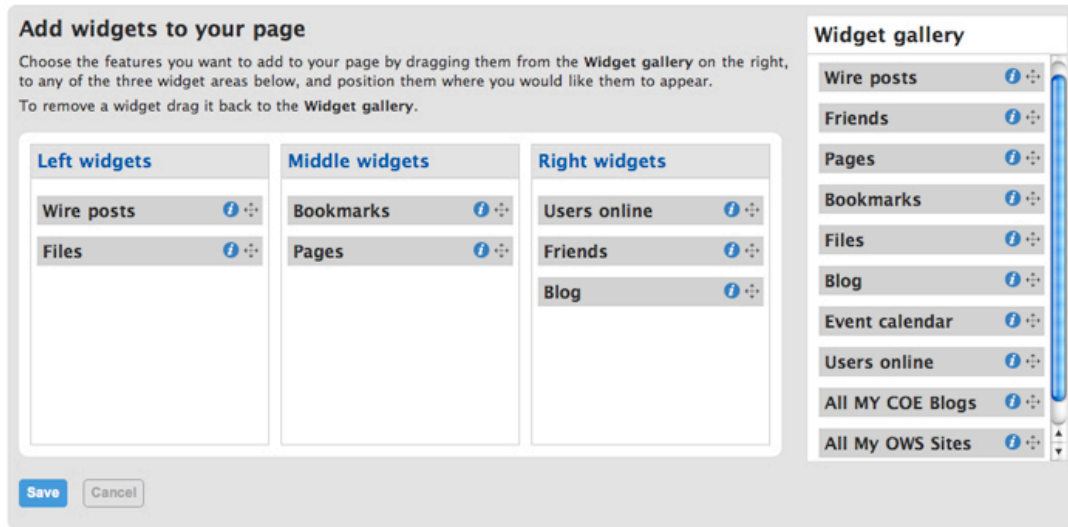 Add widgets to your page
Choose the features you want to add to your page by dragging them from the Widget gallery on the right,
to any of the three widget areas below, and position them where you would like them to appear.
To remove a widget drag it back to the Widget gallery.
Left widgets
Wire posts
Files
Middle widgets
Bookmarks
Pages
Right widgets
Users online
Friends
Blog
Save
Cancel
Widget gallery
Wire posts
Friends
Pages
Bookmarks
Files
Blog
Event calendar
Users online
All MY COE Blogs
All My OWS Sites